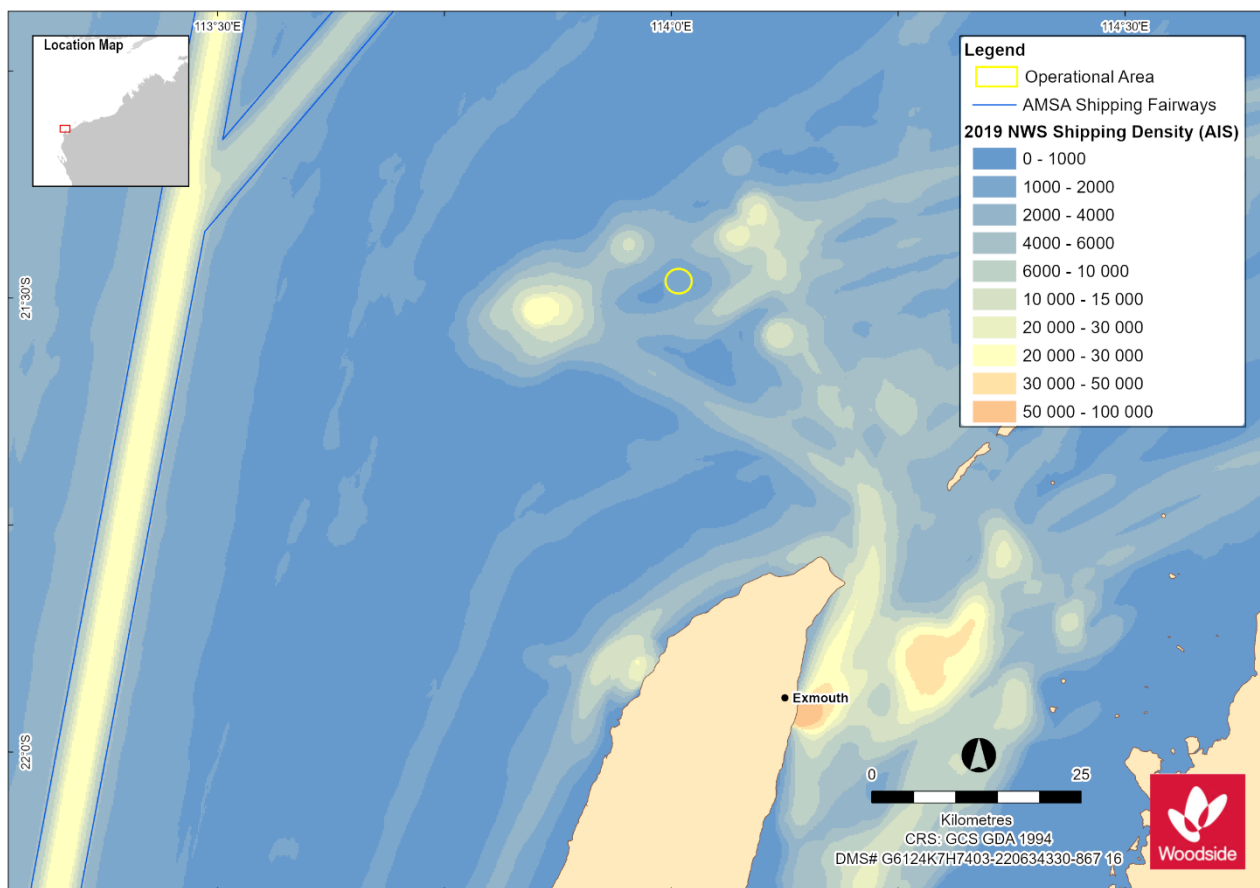 113°30'E
114°0'E
114°30'E
Location Map
21°30'S
22°0'S
Legend
Operational Area
AMSA Shipping Fairways
2019 NWS Shipping Density (AIS)
0 - 1000
1000 - 2000
2000 - 4000
4000 - 6000
6000 - 10 000
10 000 - 15 000
20 000 - 30 000
20 000 - 30 000
30 000 - 50 000
50 000 - 100 000
Exmouth
0
25
Kilometres
CRS: GCS GDA 1994
DMS# G6124K7H7403-220634330-867 16
Woodside